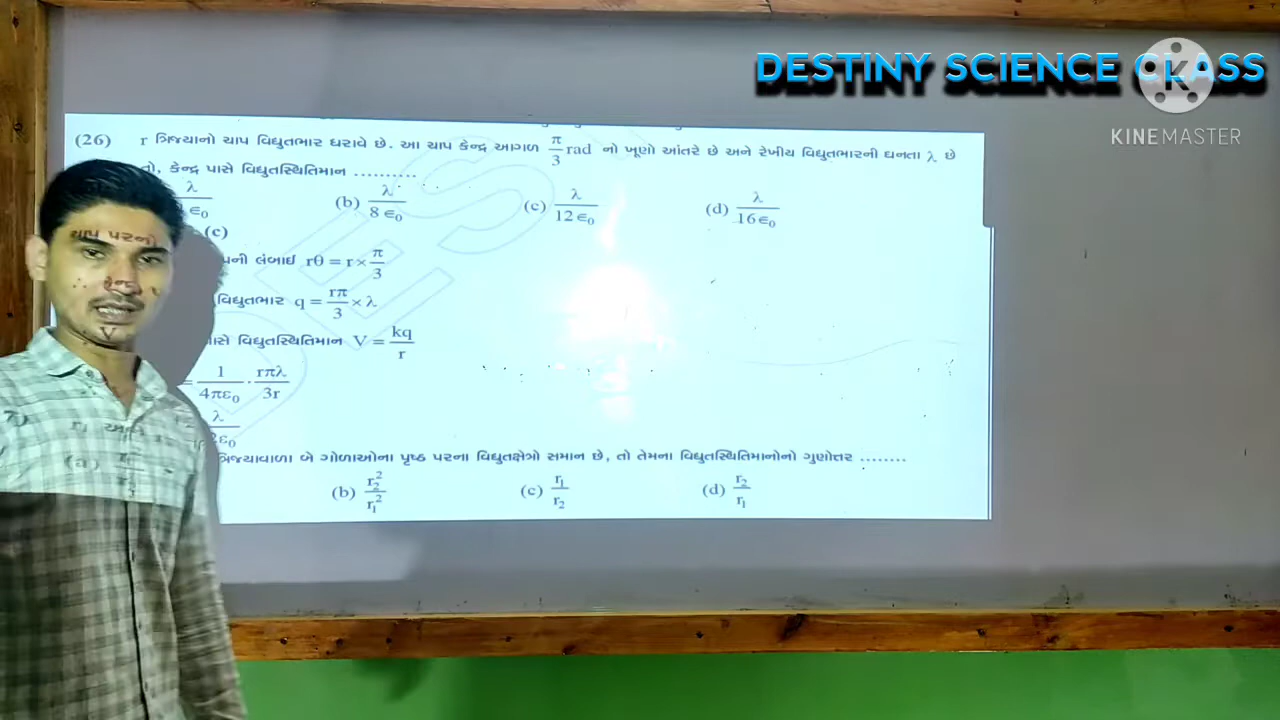 DESTINY SCIENCE CLASS
KINEMASTER
(26) r ત્રિજ્યાનો ચાપ વિદ્યુતભાર ધરાવે છે. આ ચાપ કેન્દ્ર આગળ π/3 rad નો ખૂણો આંતરે છે અને રેખીય વિદ્યુતભારની ઘનતા λ છે
કેન્દ્ર પાસે વિદ્યુતસ્થિતિમાન ..........
λ/ ∈₀ (b) λ/8 ∈₀ (c) λ/12 ∈₀ (d) λ/16 ∈₀
(c)
લંબાઈ rθ = r × π/3
વિદ્યુતભાર q = rπ/3 × λ
વિદ્યુતસ્થિતિમાન V = kq/r
= 1/4πε₀ · rπλ/3r
ત્રિજ્યાવાળા બે ગોળાઓના પૃષ્ઠ પરના વિદ્યુતક્ષેત્રો સમાન છે, તો તેમના વિદ્યુતસ્થિતિમાનોનો ગુણોત્તર ........
(b) r₂²/r₁² (c) r₁/r₂ (d) r₂/r₁